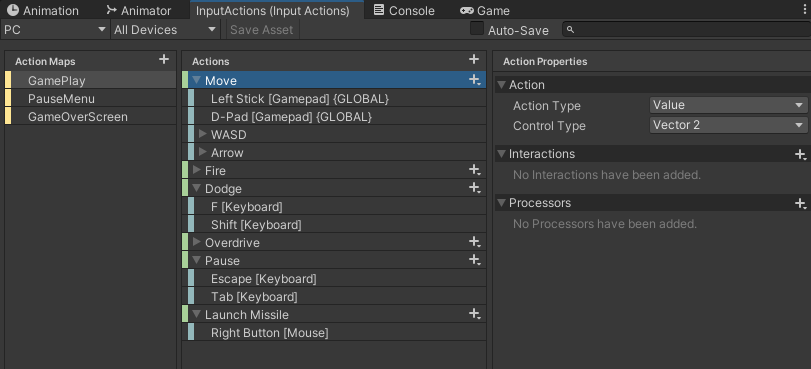 Animation Animator InputActions (Input Actions) Console Game
PC All Devices Save Asset Auto-Save
Action Maps
GamePlay
PauseMenu
GameOverScreen
Actions
Move
Left Stick [Gamepad] {GLOBAL}
D-Pad [Gamepad] {GLOBAL}
WASD
Arrow
Fire
Dodge
F [Keyboard]
Shift [Keyboard]
Overdrive
Pause
Escape [Keyboard]
Tab [Keyboard]
Launch Missile
Right Button [Mouse]
Action Properties
Action
Action Type Value
Control Type Vector 2
Interactions
No Interactions have been added.
Processors
No Processors have been added.